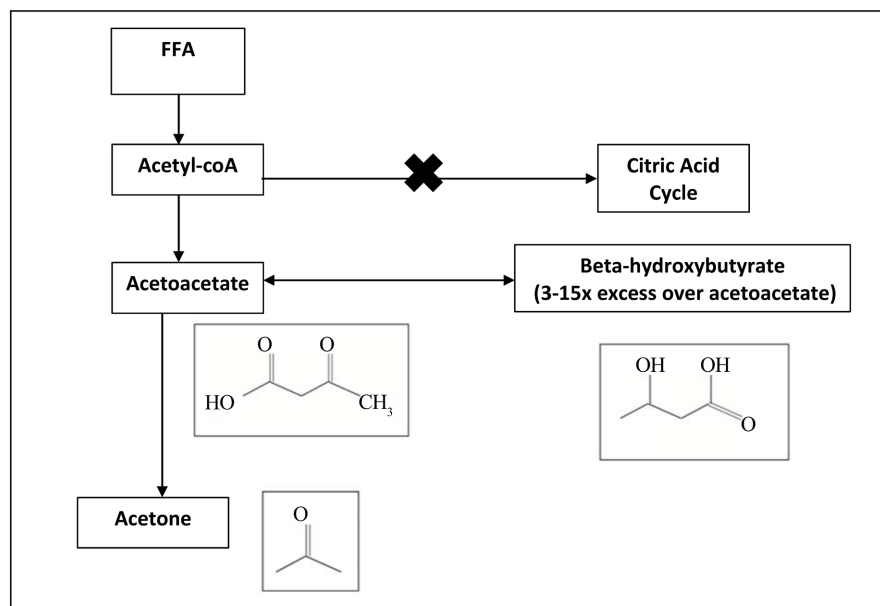 FFA
Acetyl-coA
Citric Acid
Cycle
Acetoacetate
Beta-hydroxybutyrate
(3-15x excess over acetoacetate)
O O
HO CH3
OH OH
O
Acetone
O